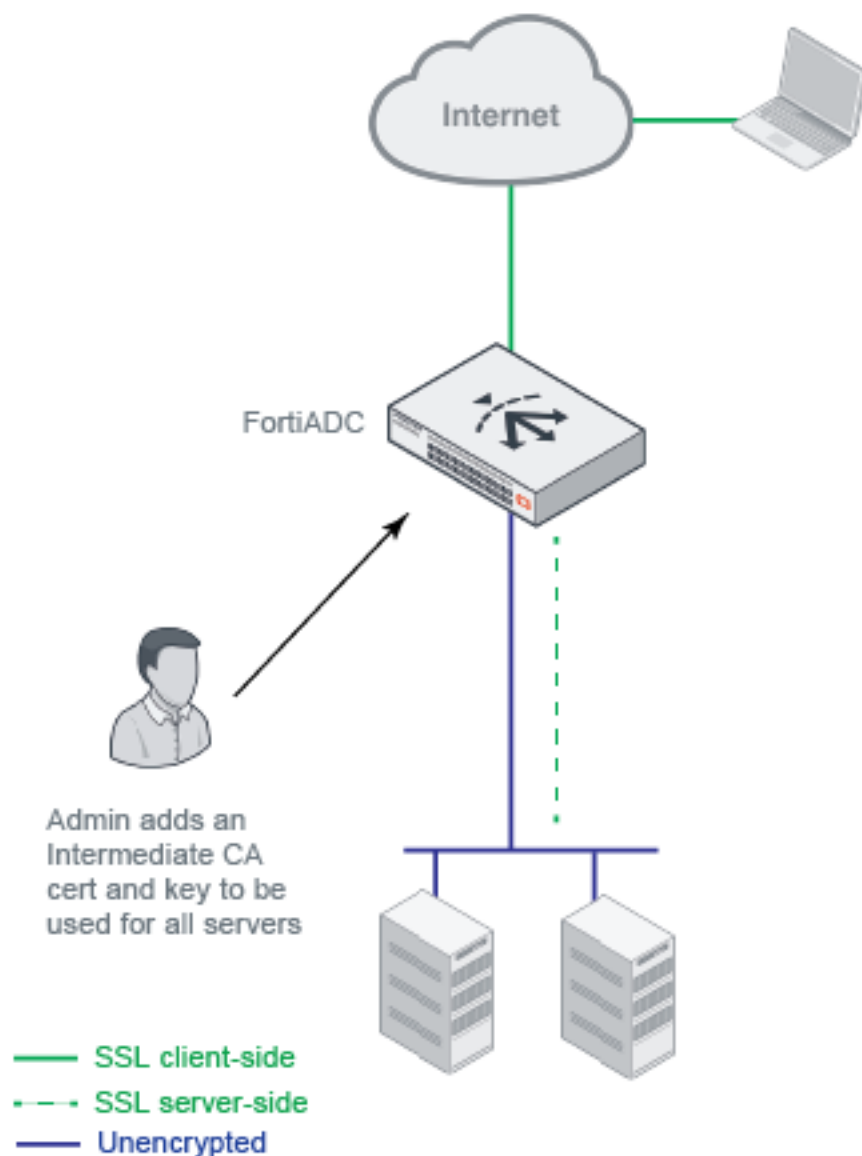 Internet
FortiADC
Admin adds an
Intermediate CA
cert and key to be
used for all servers
SSL client-side
SSL server-side
Unencrypted